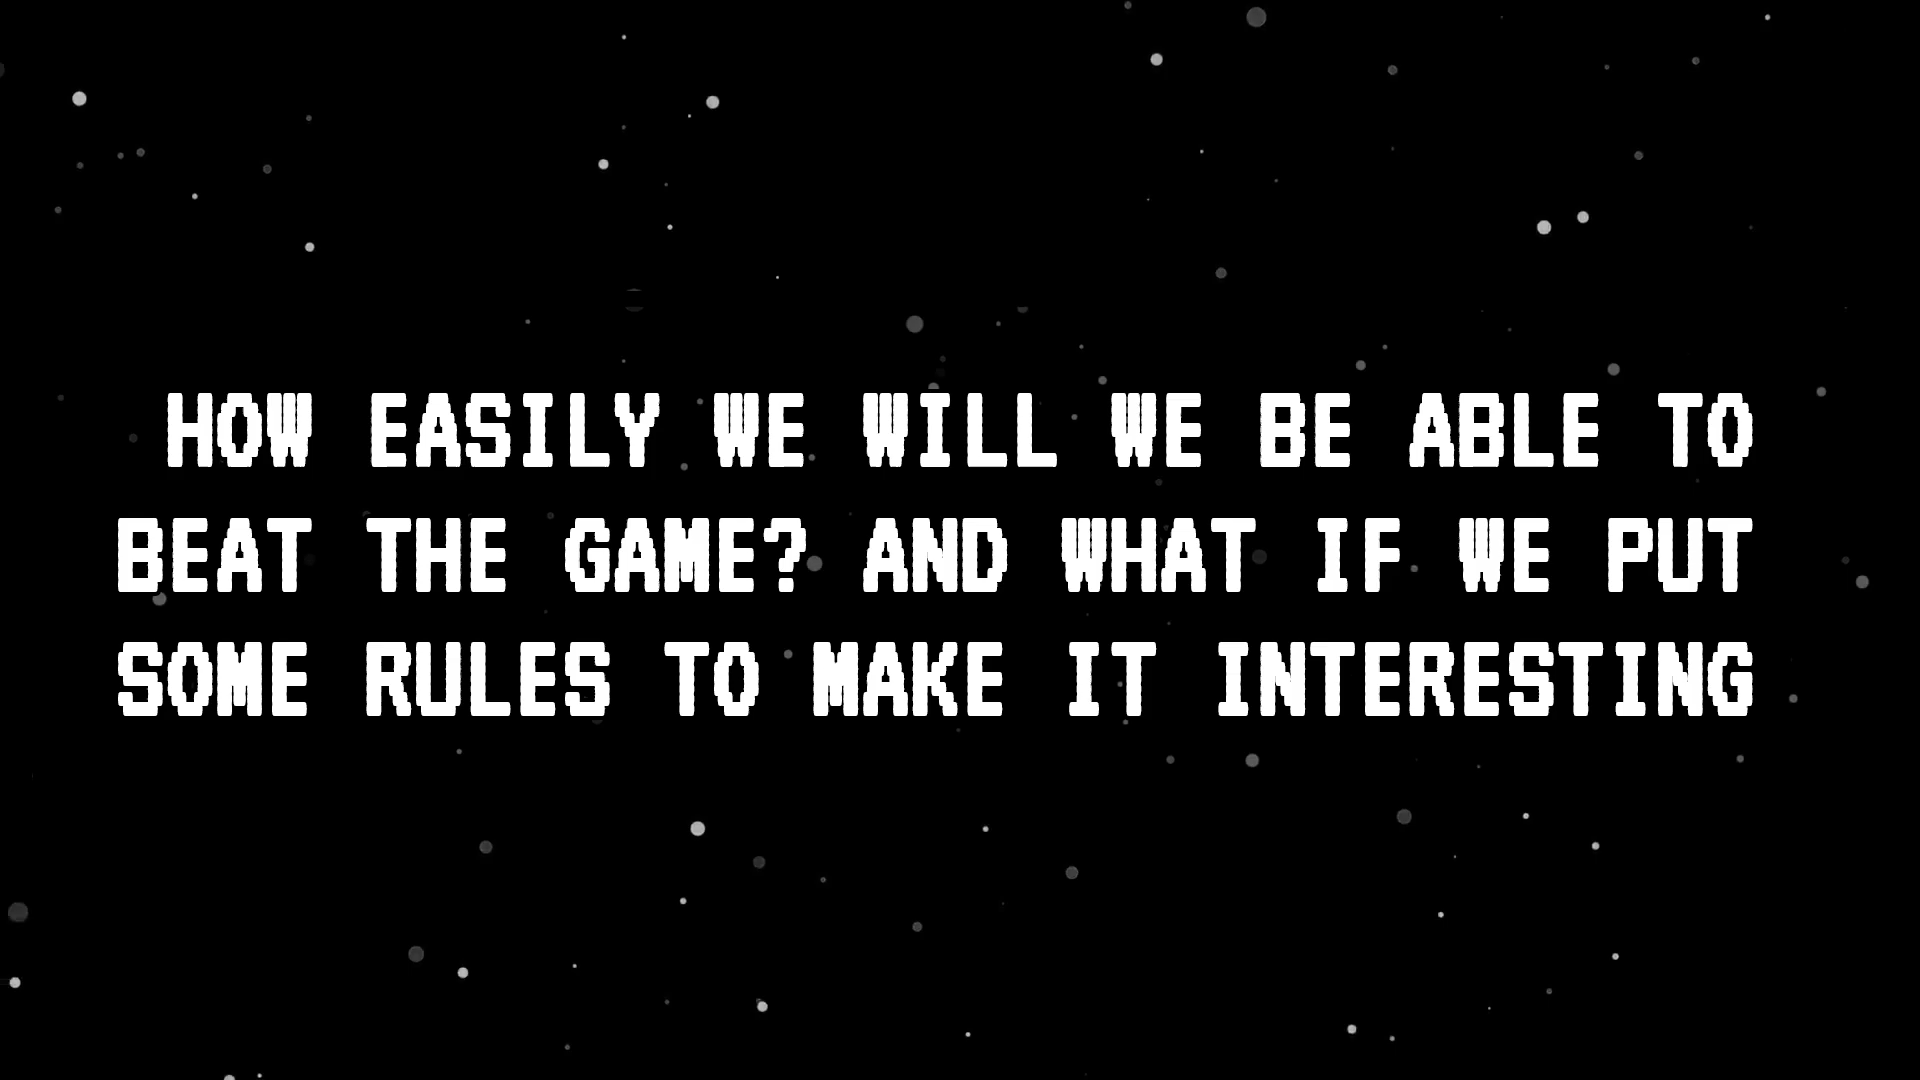 HOW EASILY WE WILL WE BE ABLE TO
BEAT THE GAME? AND WHAT IF WE PUT
SOME RULES TO MAKE IT INTERESTING